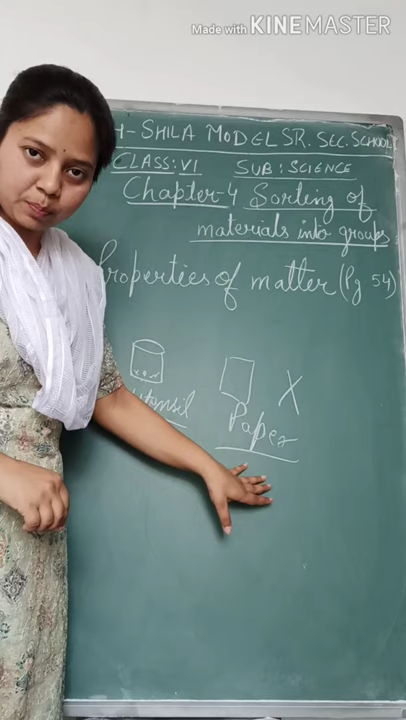 Made with KINEMASTER
H-SHILA MODEL SR. SEC. SCHOOL
CLASS: VI SUB: SCIENCE
Chapter-4 Sorting of
materials into groups
Properties of matter (Pg 54)
X
Paper